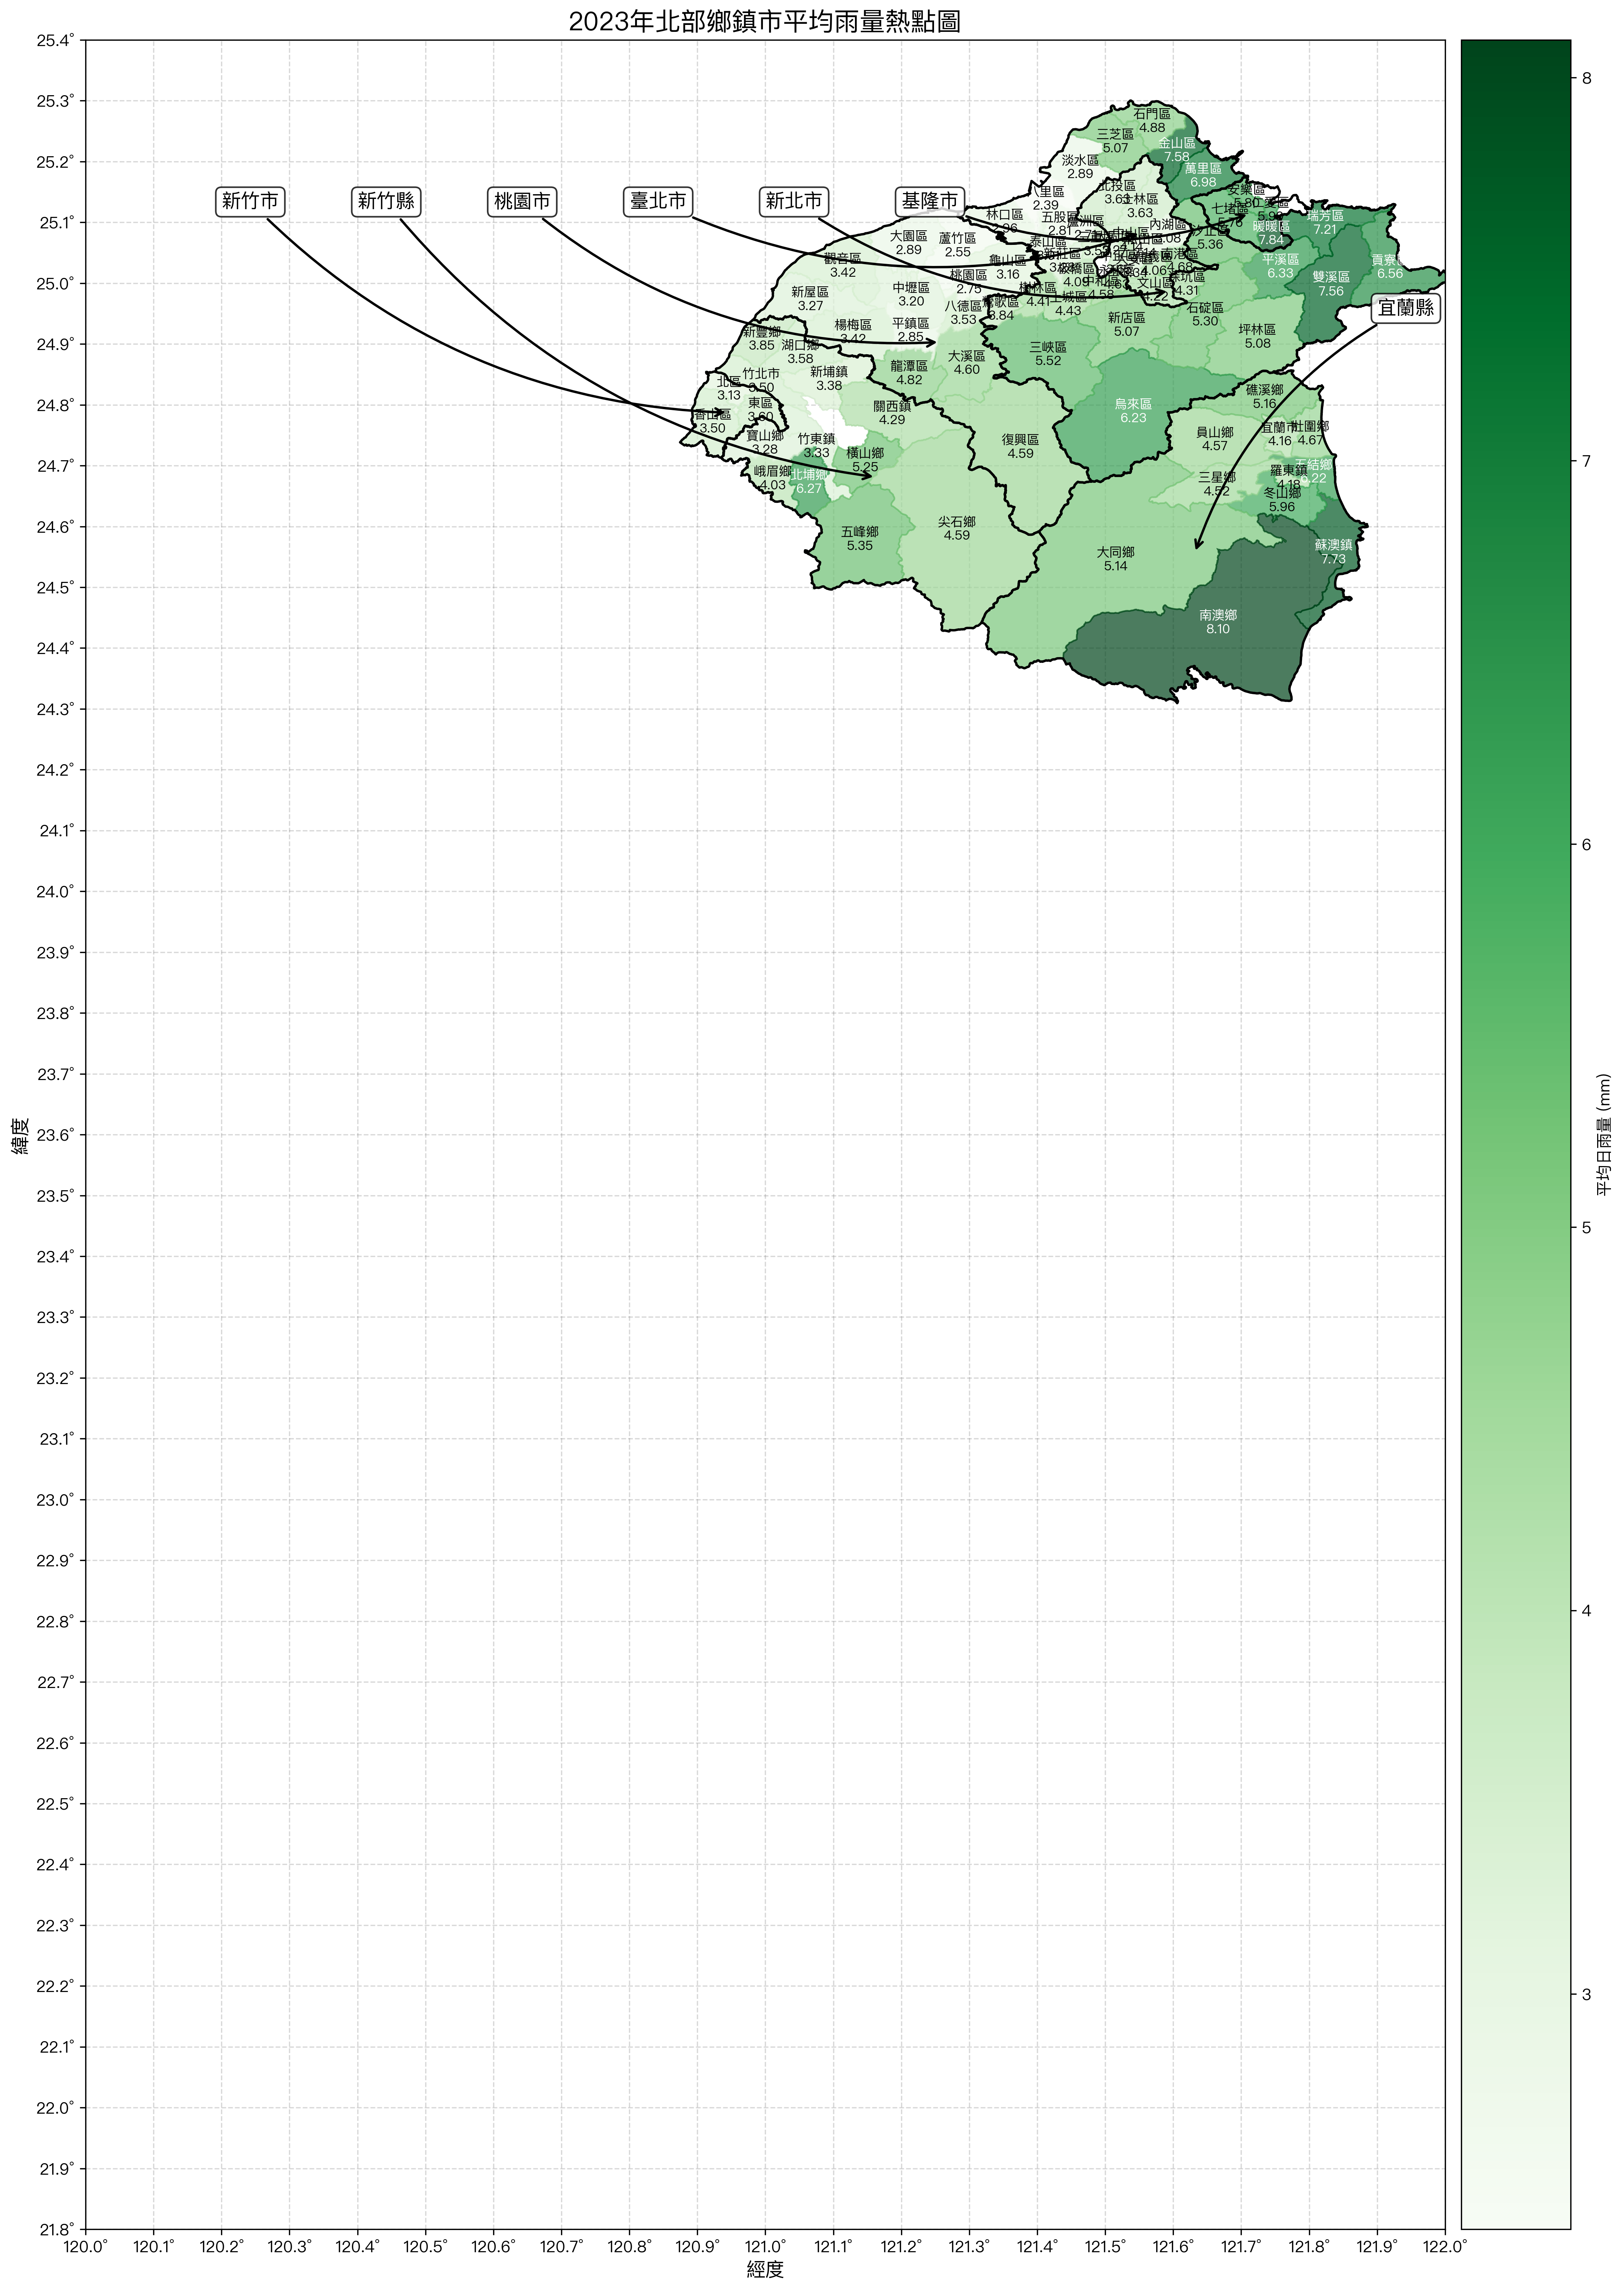 2023年北部鄉鎮市平均雨量熱點圖
25.4°
25.3°
25.2°
25.1°
25.0°
24.9°
24.8°
24.7°
24.6°
24.5°
24.4°
24.3°
24.2°
24.1°
24.0°
23.9°
23.8°
23.7°
23.6°
23.5°
23.4°
23.3°
23.2°
23.1°
23.0°
22.9°
22.8°
22.7°
22.6°
22.5°
22.4°
22.3°
22.2°
22.1°
22.0°
21.9°
21.8°
緯度
新竹市
新竹縣
桃園市
臺北市
新北市
基隆市
宜蘭縣
石門區
4.88
三芝區
5.07
金山區
7.58
淡水區
2.89
萬里區
6.98
里區
2.39
北投區
3.63
士林區
3.63
安樂區
5.80
七堵區
5.76
暖暖區
7.84
瑞芳區
7.21
林口區
五股區
2.81
蘆洲區
內湖區
5.36
大園區
2.89
蘆竹區
2.55
泰山區
觀音區
3.42
龜山區
3.16
新莊區
板橋區
4.09
南港區
4.68
平溪區
6.33
雙溪區
7.56
6.56
桃園區
2.75
中壢區
3.20
新屋區
3.27
樹林區
4.41
土城區
4.43
中和區
4.58
文山區
4.22
4.31
石碇區
5.30
八德區
3.53
鶯歌區
3.84
新店區
5.07
坪林區
5.08
楊梅區
3.42
平鎮區
2.85
新豐鄉
3.85
湖口鄉
3.58
三峽區
5.52
大溪區
4.60
龍潭區
4.82
新埔鎮
3.38
竹北市
3.50
北區
3.13
東區
3.60
香山區
3.50
關西鎮
4.29
烏來區
6.23
礁溪鄉
5.16
員山鄉
4.57
宜蘭市
4.16
壯圍鄉
4.67
寶山鄉
3.28
竹東鎮
3.33
橫山鄉
5.25
復興區
4.59
峨眉鄉
4.03
北埔鄉
6.27
三星鄉
4.52
羅東鎮
4.18
五結鄉
6.22
冬山鄉
5.96
五峰鄉
5.35
尖石鄉
4.59
大同鄉
5.14
蘇澳鎮
7.73
南澳鄉
8.10
120.0°
120.1°
120.2°
120.3°
120.4°
120.5°
120.6°
120.7°
120.8°
120.9°
121.0°
121.1°
121.2°
121.3°
121.4°
121.5°
121.6°
121.7°
121.8°
121.9°
122.0°
經度
8
7
6
5
4
3
平均日雨量 (mm)